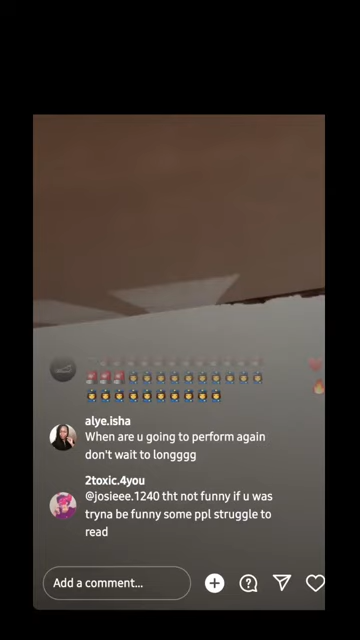 alye.isha
When are u going to perform again
don't wait to longggg
2toxic.4you
@josieee.1240 tht not funny if u was
tryna be funny some ppl struggle to
read
Add a comment...